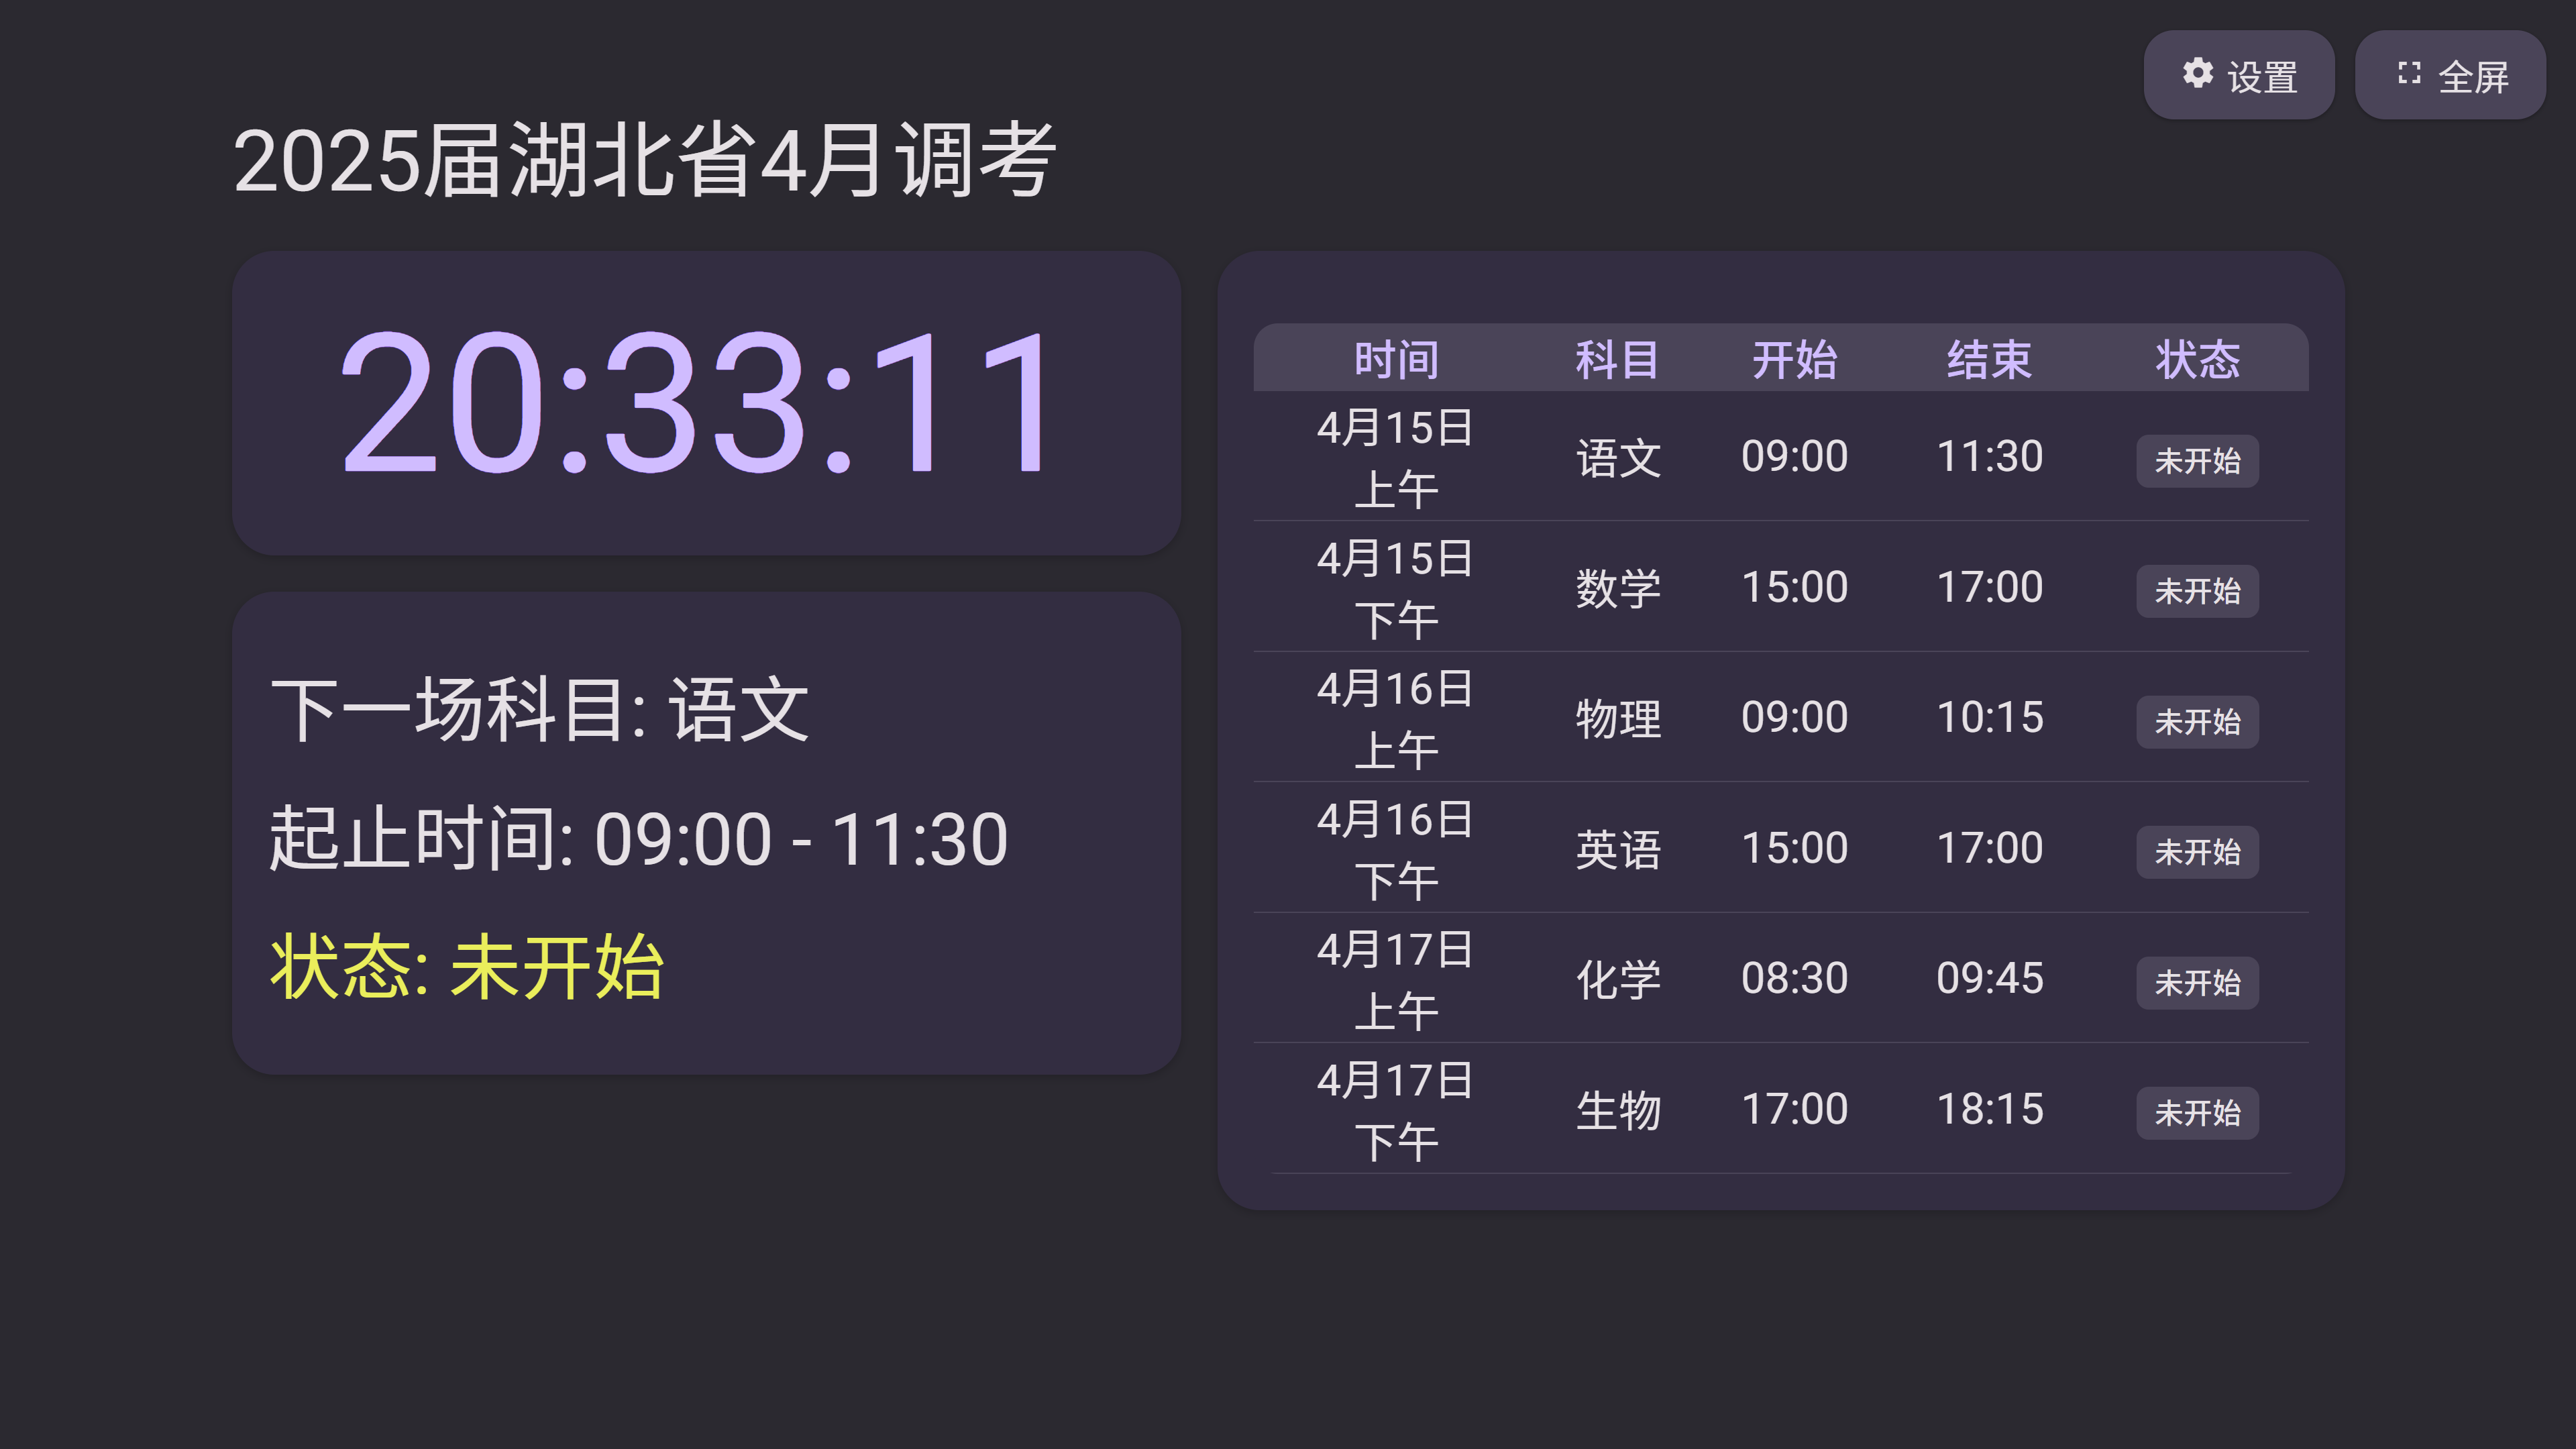 设置
全屏
2025届湖北省4月调考
20:33:11
下一场科目: 语文
起止时间: 09:00 - 11:30
状态: 未开始
时间 科目 开始 结束 状态
4月15日
上午 语文 09:00 11:30 未开始
4月15日
下午 数学 15:00 17:00 未开始
4月16日
上午 物理 09:00 10:15 未开始
4月16日
下午 英语 15:00 17:00 未开始
4月17日
上午 化学 08:30 09:45 未开始
4月17日
下午 生物 17:00 18:15 未开始